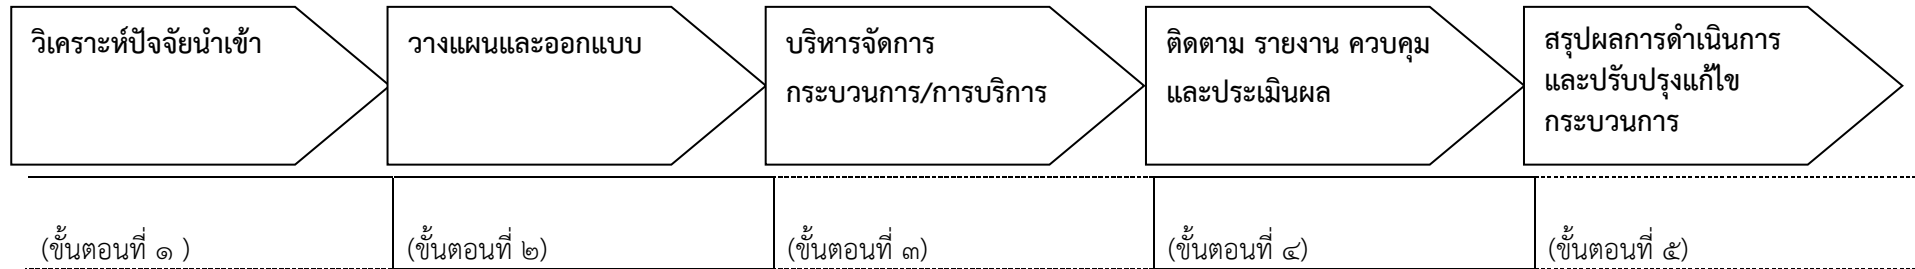 วิเคราะห์ปัจจัยนำเข้า
วางแผนและออกแบบ
บริหารจัดการ
กระบวนการ/การบริการ
ติดตาม รายงาน ควบคุม
และประเมินผล
สรุปผลการดำเนินการ
และปรับปรุงแก้ไข
กระบวนการ
(ขั้นตอนที่ ๑ )
(ขั้นตอนที่ ๒)
(ขั้นตอนที่ ๓)
(ขั้นตอนที่ ๔)
(ขั้นตอนที่ ๕)